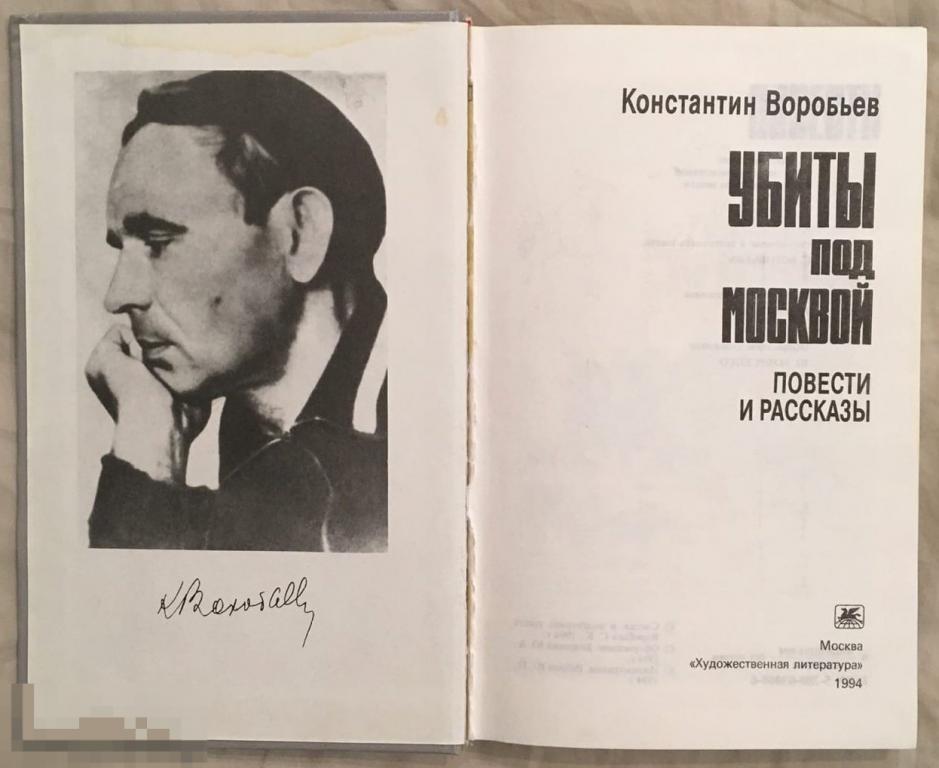 Константин Воробьев
УБИТЫ
ПОД
МОСКВОЙ
ПОВЕСТИ
И РАССКАЗЫ
Москва
«Художественная литература»
1994